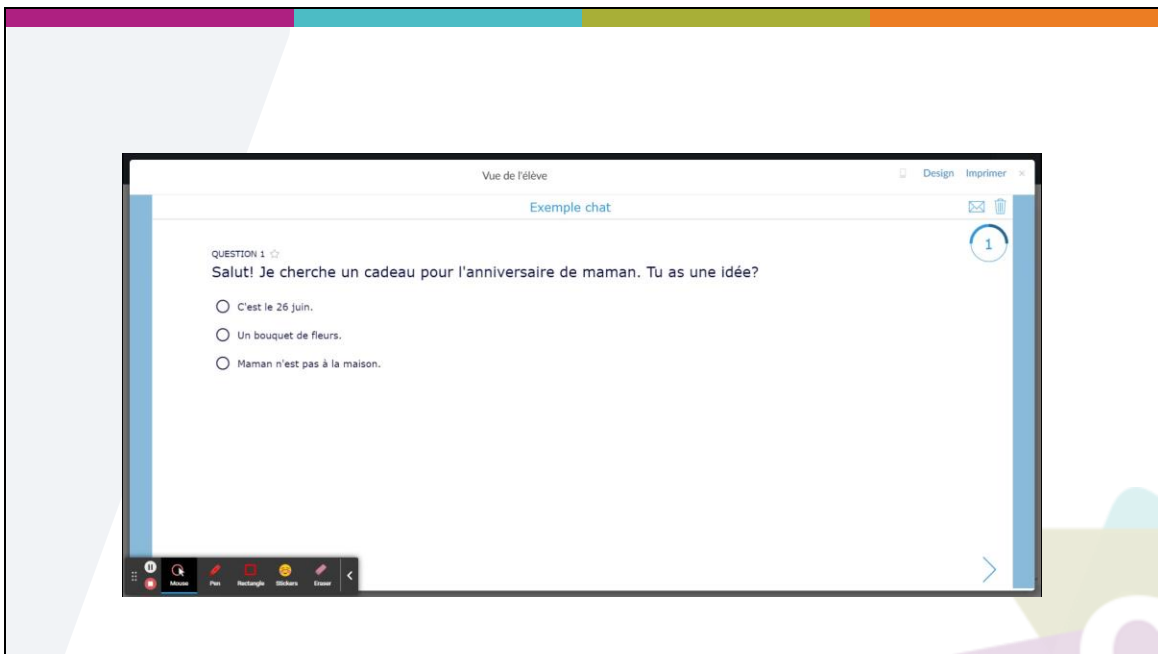 Vue de l'élève
Design Imprimer ×
Exemple chat
1
QUESTION 1
Salut! Je cherche un cadeau pour l'anniversaire de maman. Tu as une idée?
C'est le 26 juin.
Un bouquet de fleurs.
Maman n'est pas à la maison.
Mouse Pen Rectangle Stickers Eraser